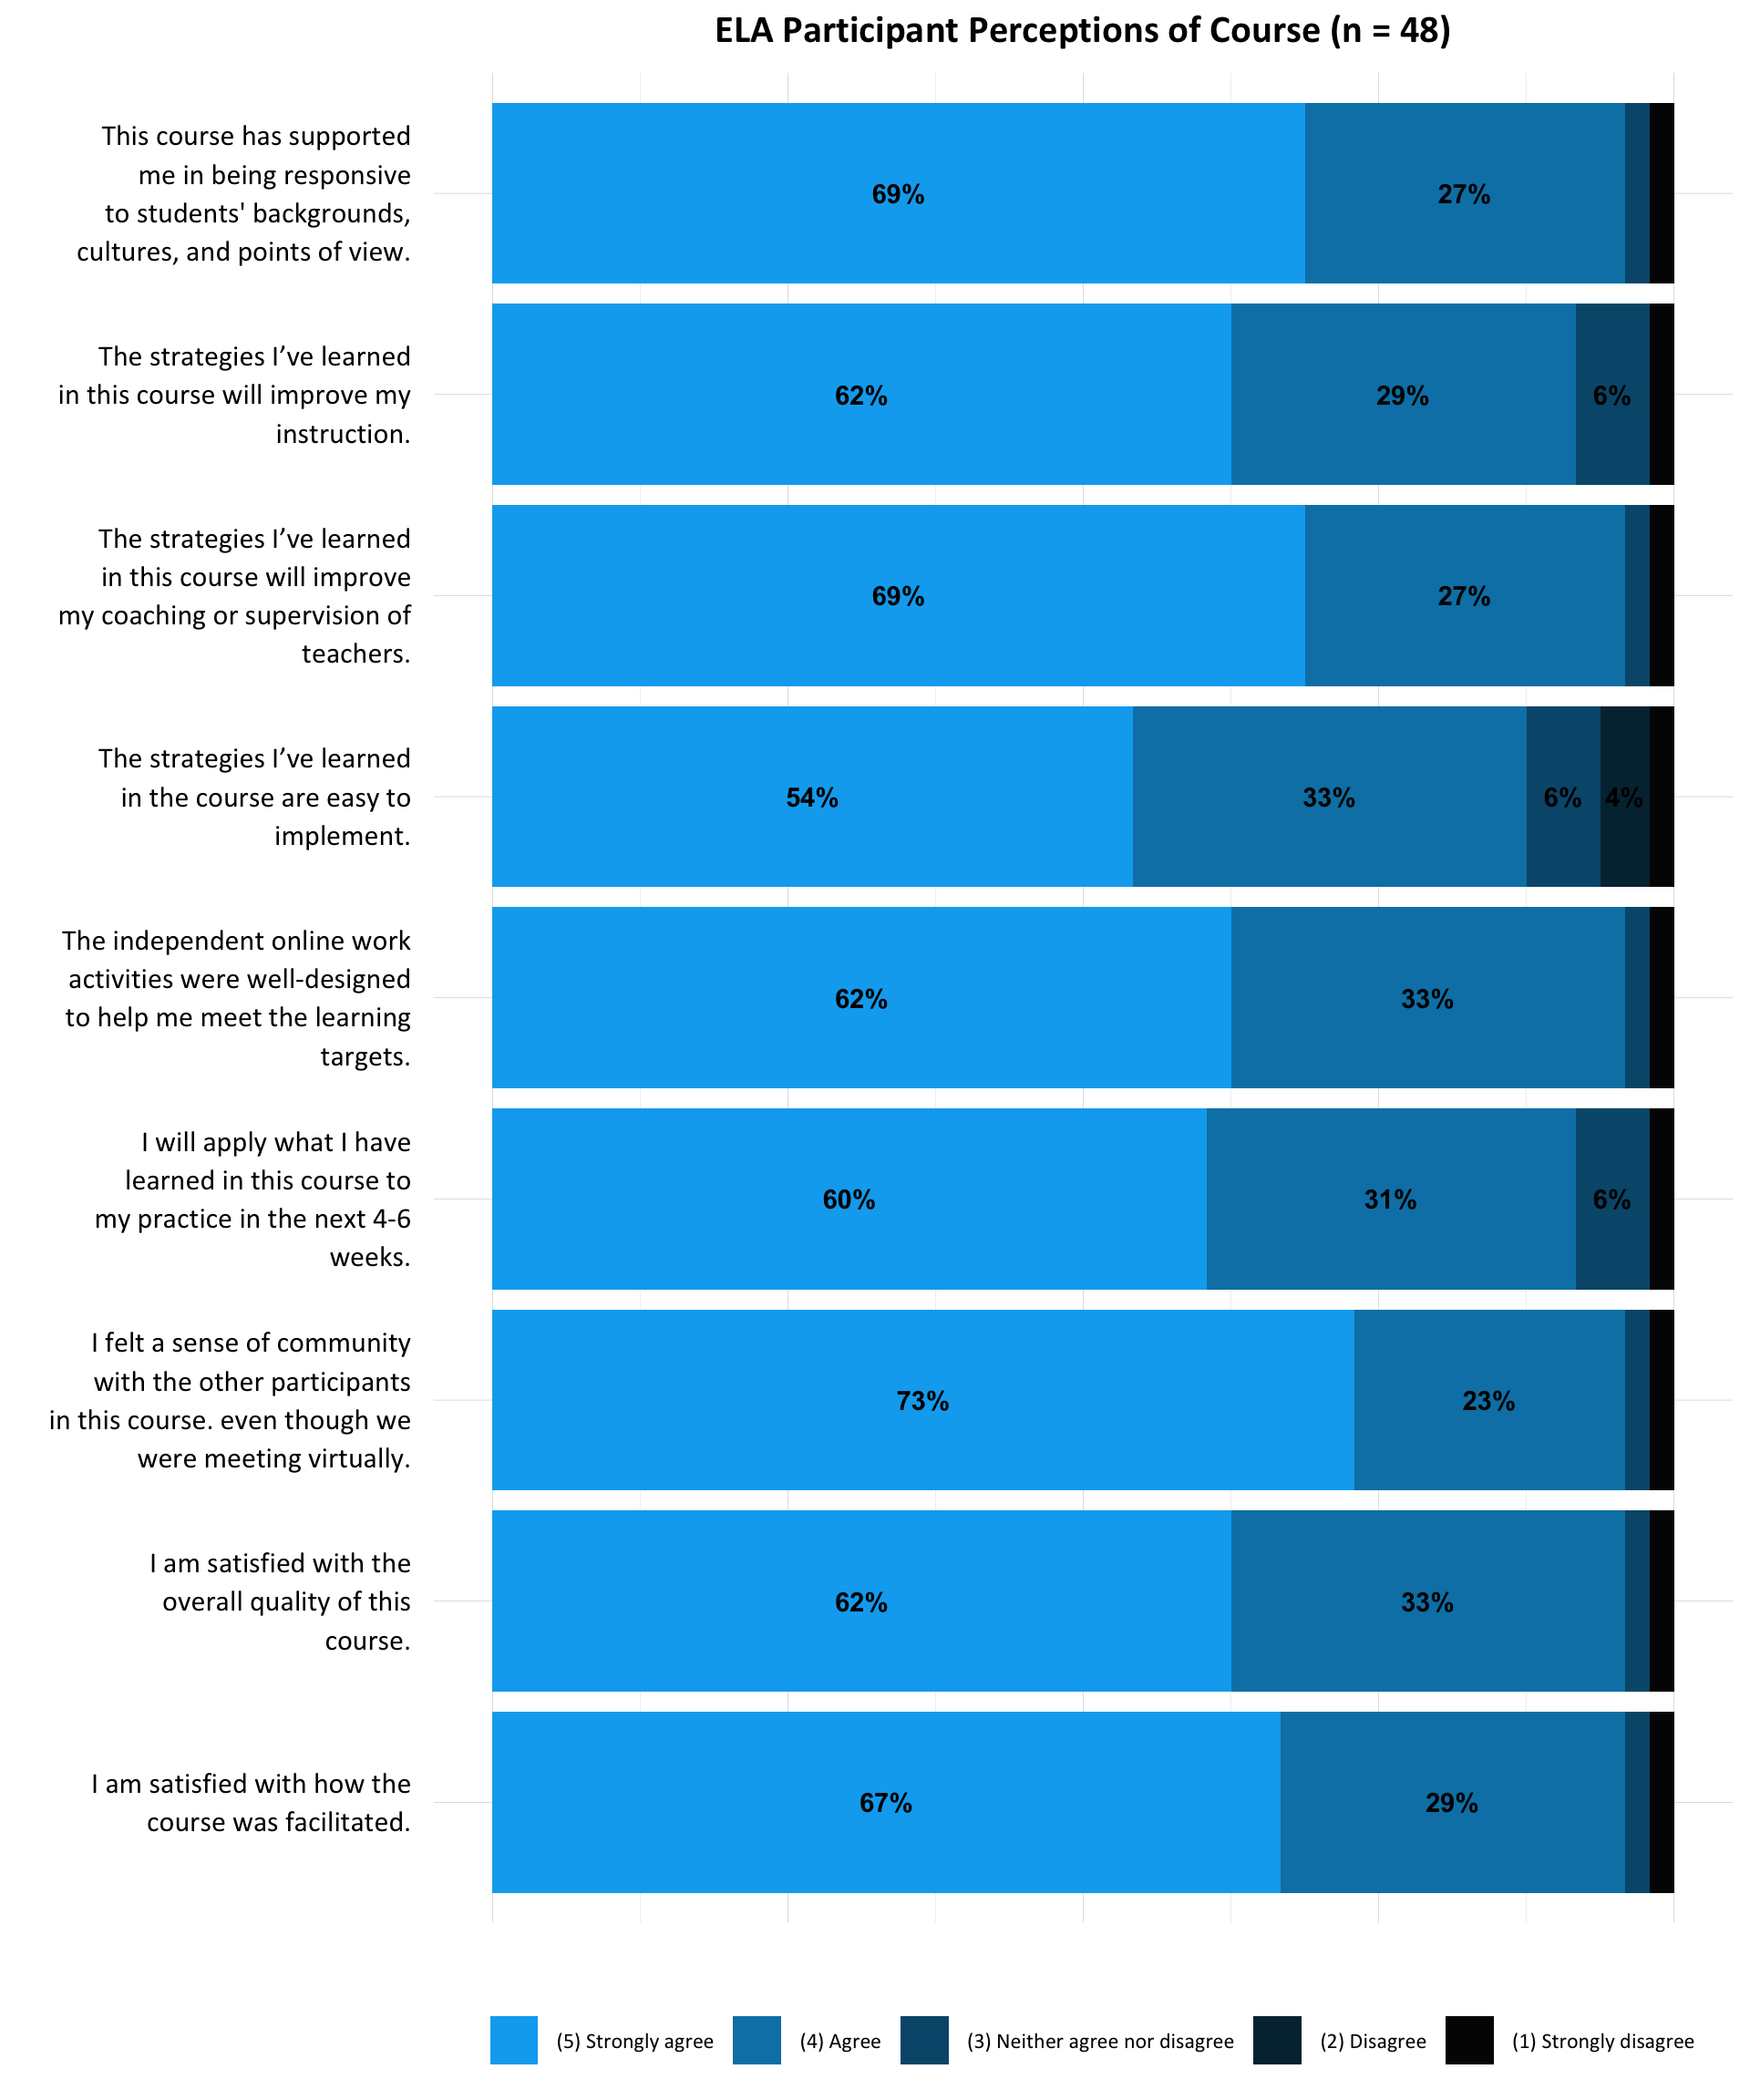 ELA Participant Perceptions of Course (n = 48)
This course has supported
me in being responsive
to students' backgrounds,
cultures, and points of view.
69%
27%
The strategies I’ve learned
in this course will improve my
instruction.
62%
29%
6%
The strategies I’ve learned
in this course will improve
my coaching or supervision of
teachers.
69%
27%
The strategies I’ve learned
in the course are easy to
implement.
54%
33%
6%
4%
The independent online work
activities were well-designed
to help me meet the learning
targets.
62%
33%
I will apply what I have
learned in this course to
my practice in the next 4-6
weeks.
60%
31%
6%
I felt a sense of community
with the other participants
in this course. even though we
were meeting virtually.
73%
23%
I am satisfied with the
overall quality of this
course.
62%
33%
I am satisfied with how the
course was facilitated.
67%
29%
(5) Strongly agree
(4) Agree
(3) Neither agree nor disagree
(2) Disagree
(1) Strongly disagree